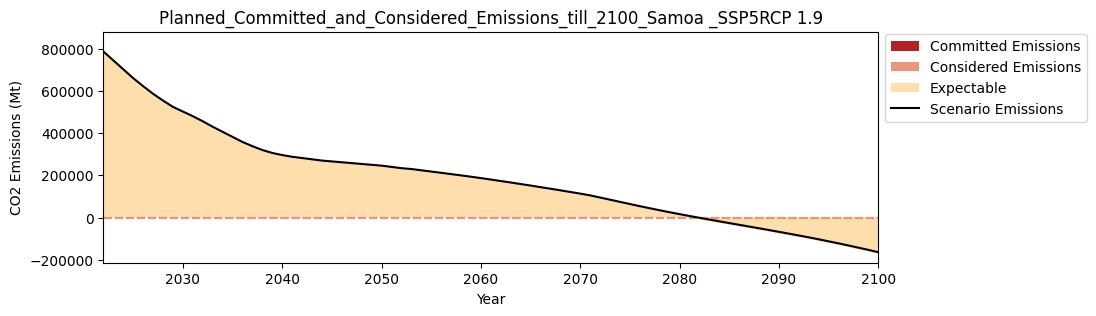 Planned_Committed_and_Considered_Emissions_till_2100_Samoa _SSP5RCP 1.9
CO2 Emissions (Mt)
800000
600000
400000
200000
0
−200000
2030
2040
2050
2060
2070
2080
2090
2100
Year
Committed Emissions
Considered Emissions
Expectable
Scenario Emissions